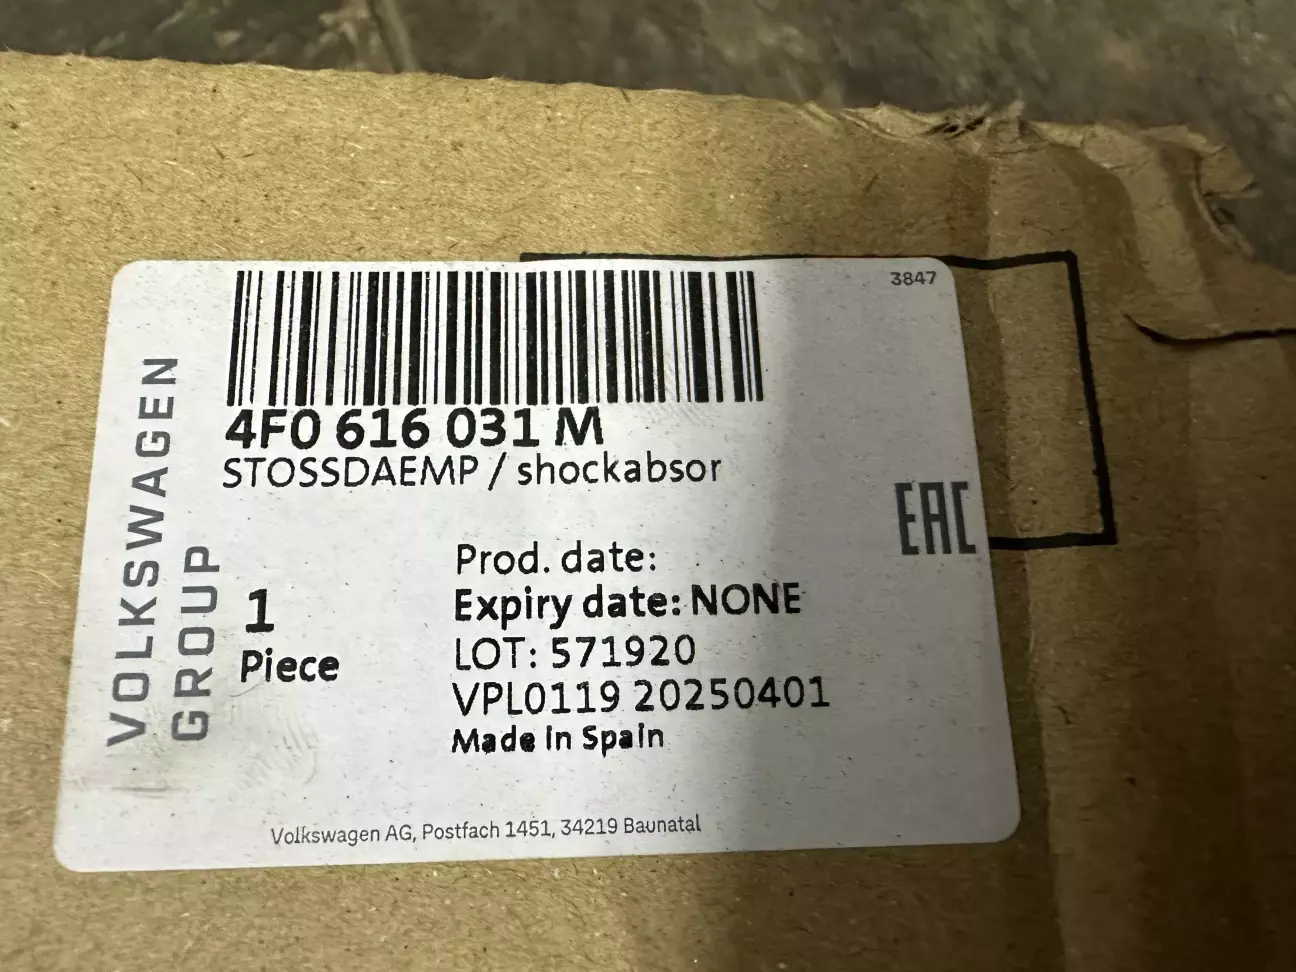 3847
4F0 616 031 M
STOSSDAEMP / shockabsor
VOLKSWAGEN
GROUP
EAC
1
Piece
Prod. date:
Expiry date: NONE
LOT: 571920
VPL0119 20250401
Made in Spain
Volkswagen AG, Postfach 1451, 34219 Baunatal